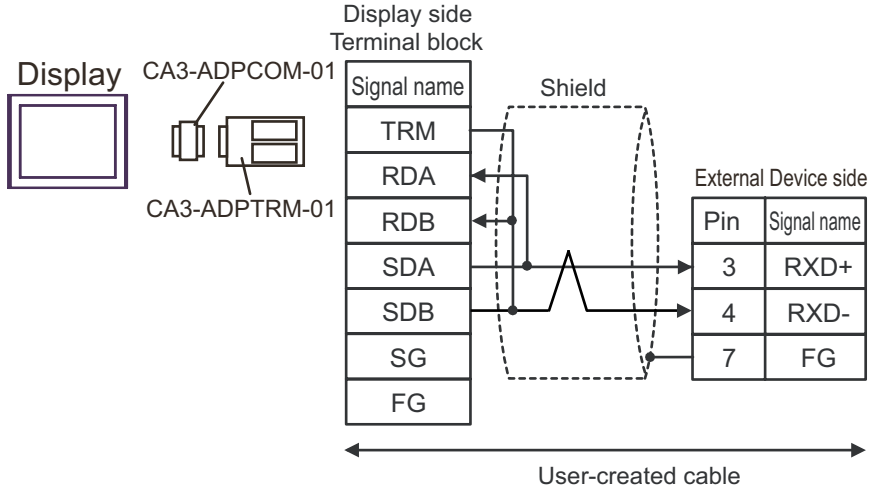 Display side
Terminal block
Display
CA3-ADPCOM-01
CA3-ADPTRM-01
Signal name
TRM
RDA
RDB
SDA
SDB
SG
FG
Shield
External Device side
Pin Signal name
3 RXD+
4 RXD-
7 FG
User-created cable